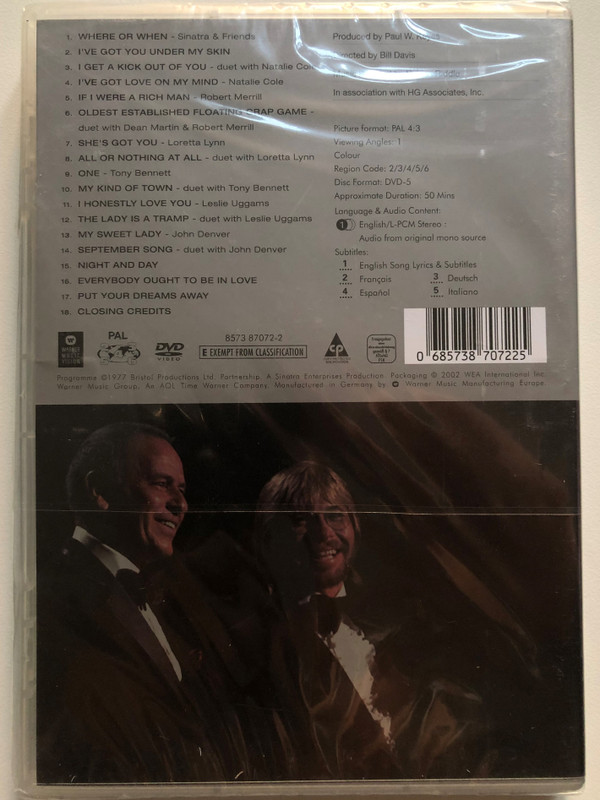 1. WHERE OR WHEN - Sinatra & Friends
2. I'VE GOT YOU UNDER MY SKIN
3. I GET A KICK OUT OF YOU - duet with Natalie Cole
4. I'VE GOT LOVE ON MY MIND - Natalie Cole
5. IF I WERE A RICH MAN - Robert Merrill
6. OLDEST ESTABLISHED FLOATING CRAP GAME -
duet with Dean Martin & Robert Merrill
7. SHE'S GOT YOU - Loretta Lynn
8. ALL OR NOTHING AT ALL - duet with Loretta Lynn
9. ONE - Tony Bennett
10. MY KIND OF TOWN - duet with Tony Bennett
11. I HONESTLY LOVE YOU - Leslie Uggams
12. THE LADY IS A TRAMP - duet with Leslie Uggams
13. MY SWEET LADY - John Denver
14. SEPTEMBER SONG - duet with John Denver
15. NIGHT AND DAY
16. EVERYBODY OUGHT TO BE IN LOVE
17. PUT YOUR DREAMS AWAY
18. CLOSING CREDITS
Produced by Paul W.
Directed by Bill Davis
In association with HG Associates, Inc.
Picture format: PAL 4:3
Viewing Angles: 1
Colour
Region Code: 2/3/4/5/6
Disc Format: DVD-5
Approximate Duration: 50 Mins
Language & Audio Content:
1 English/L-PCM Stereo :
Audio from original mono source
Subtitles:
1 English Song Lyrics & Subtitles
2 Français 3 Deutsch
4 Español 5 Italiano
PAL
DVD VIDEO
8573 87072-2
E EXEMPT FROM CLASSIFICATION
CP
0 685738 707225
Programme ©1977 Bristol Productions Ltd. Partnership. A Sinatra Enterprises Production. Packaging © 2002 WEA International Inc.
Warner Music Group, An AOL Time Warner Company. Manufactured in Germany by Warner Music Manufacturing Europe.